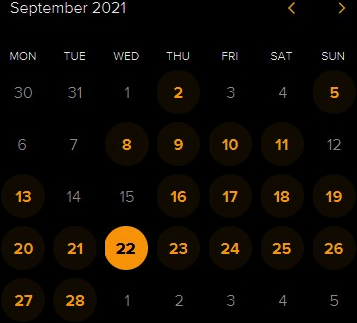 September 2021
MON TUE WED THU FRI SAT SUN
30 31 1 2 3 4 5
6 7 8 9 10 11 12
13 14 15 16 17 18 19
20 21 22 23 24 25 26
27 28 1 2 3 4 5